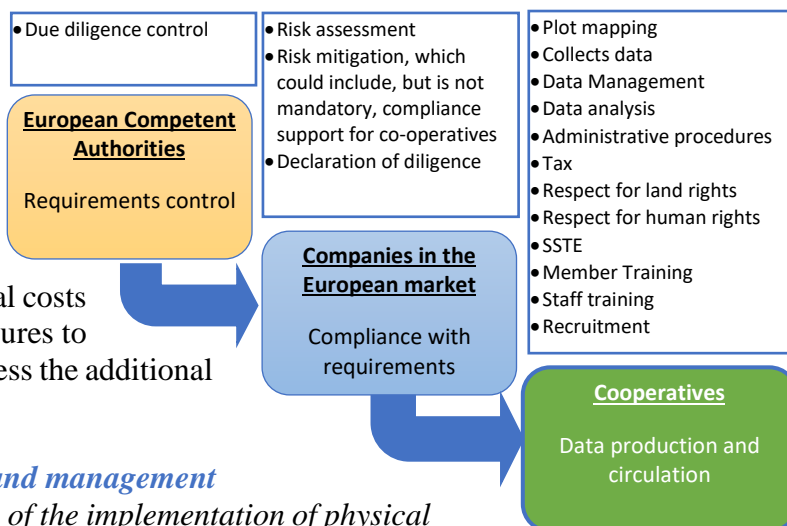 • Due diligence control
European Competent
Authorities
Requirements control
• Risk assessment
• Risk mitigation, which
could include, but is not
mandatory, compliance
support for co-operatives
• Declaration of diligence
Companies in the
European market
Compliance with
requirements
• Plot mapping
• Collects data
• Data Management
• Data analysis
• Administrative procedures
• Tax
• Respect for land rights
• Respect for human rights
• SSTE
• Member Training
• Staff training
• Recruitment
Cooperatives
Data production and
circulation
al costs
ures to
ess the additional
and management
of the implementation of physical